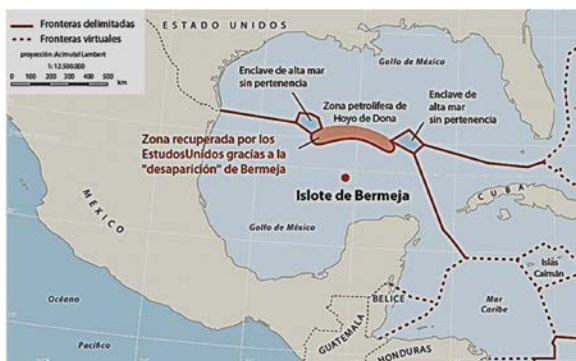 Fronteras delimitadas
Fronteras virtuales
proyección :Acimutal Lambert
1: 12.500.000
0 100 200 300 400 500
km
ESTADO UNIDOS
Golfo de México
Enclave de alta mar
sin pertenencia
Zona petrolifera de
Hoyo de Dona
Enclave de
alta mar
sin pertenencia
Zona recuperada por los
EstudosUnidos gracias a la
"desaparición" de Bermeja
Islote de Bermeja
Golfo de México
MEXICO
CUBA
Islas
Caimán
Océano
Pacífico
BELICE
Mar
Caribe
GUATEMALA
HONDURAS